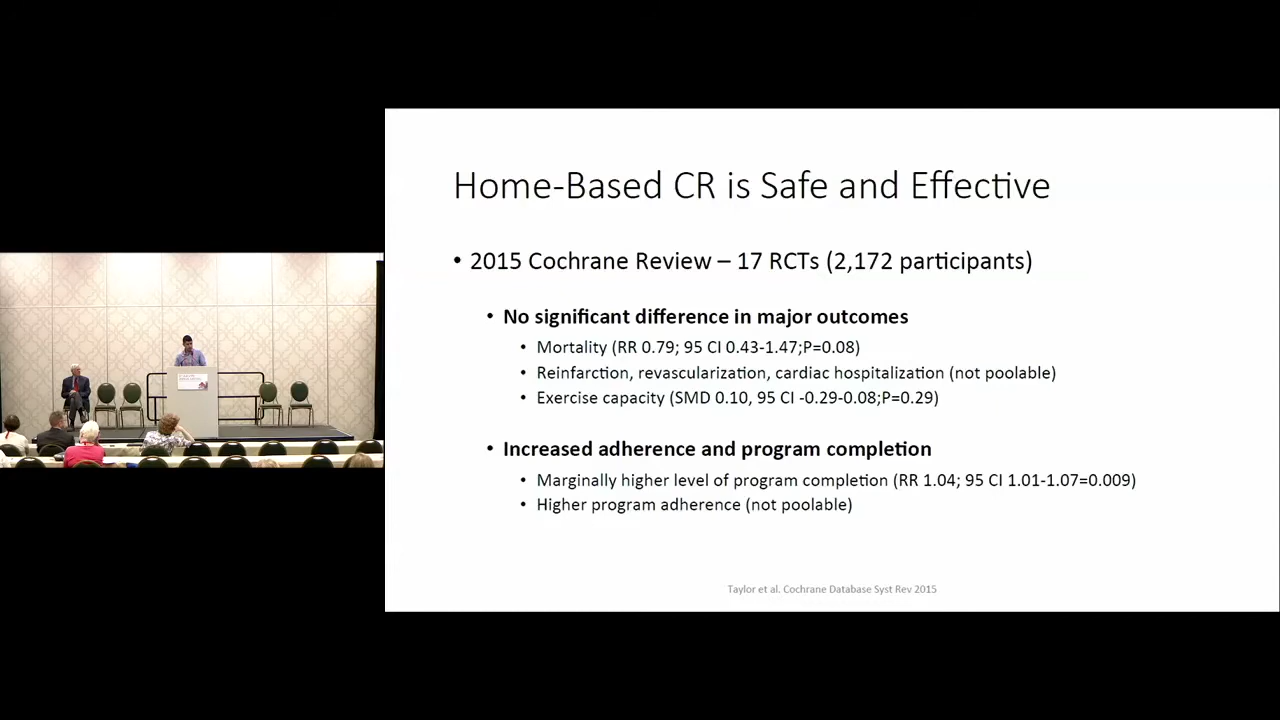 Home-Based CR is Safe and Effective
• 2015 Cochrane Review – 17 RCTs (2,172 participants)
• No significant difference in major outcomes
• Mortality (RR 0.79; 95 CI 0.43-1.47;P=0.08)
• Reinfarction, revascularization, cardiac hospitalization (not poolable)
• Exercise capacity (SMD 0.10, 95 CI -0.29-0.08;P=0.29)
• Increased adherence and program completion
• Marginally higher level of program completion (RR 1.04; 95 CI 1.01-1.07=0.009)
• Higher program adherence (not poolable)
Taylor et al. Cochrane Database Syst Rev 2015